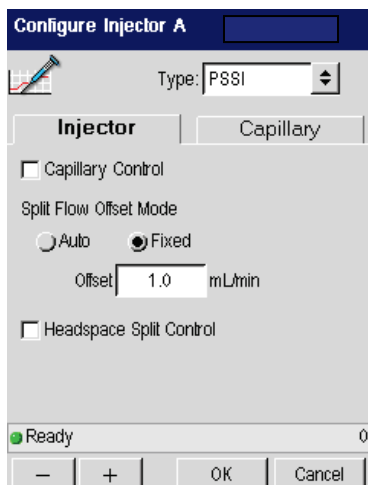 Configure Injector A
Type: PSSI
Injector Capillary
Capillary Control
Split Flow Offset Mode
Auto Fixed
Offset 1.0 mL/min
Headspace Split Control
Ready 0
− + OK Cancel